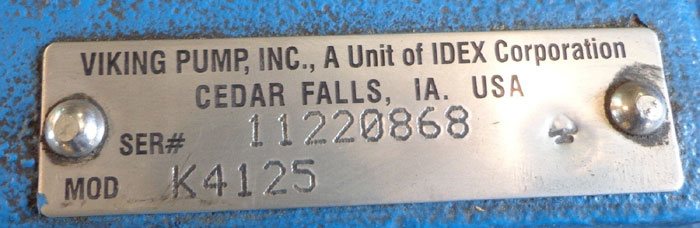 VIKING PUMP, INC., A Unit of IDEX Corporation
CEDAR FALLS, IA. USA
SER# 11220868
MOD K4125